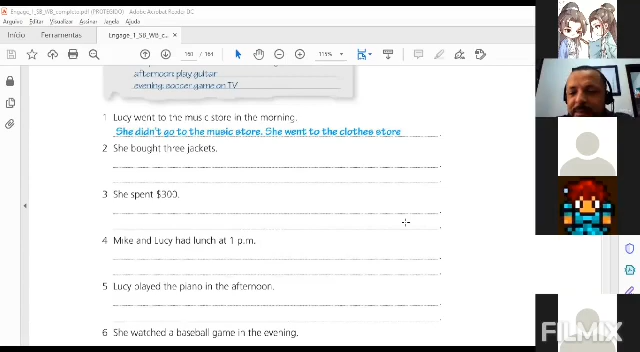 Engage_1_SB_WB_completo.pdf (PROTEGIDO) - Adobe Acrobat Reader DC
Arquivo Editar Visualizar Assinar Janela Ajuda
Início Ferramentas Engage_1_SB_WB_c... ×
161 / 164 115%
afternoon: play guitar
evening: soccer game on TV
1 Lucy went to the music store in the morning.
She didn't go to the music store. She went to the clothes store
2 She bought three jackets.
3 She spent $300.
4 Mike and Lucy had lunch at 1 p.m.
5 Lucy played the piano in the afternoon.
6 She watched a baseball game in the evening.
FILMIX